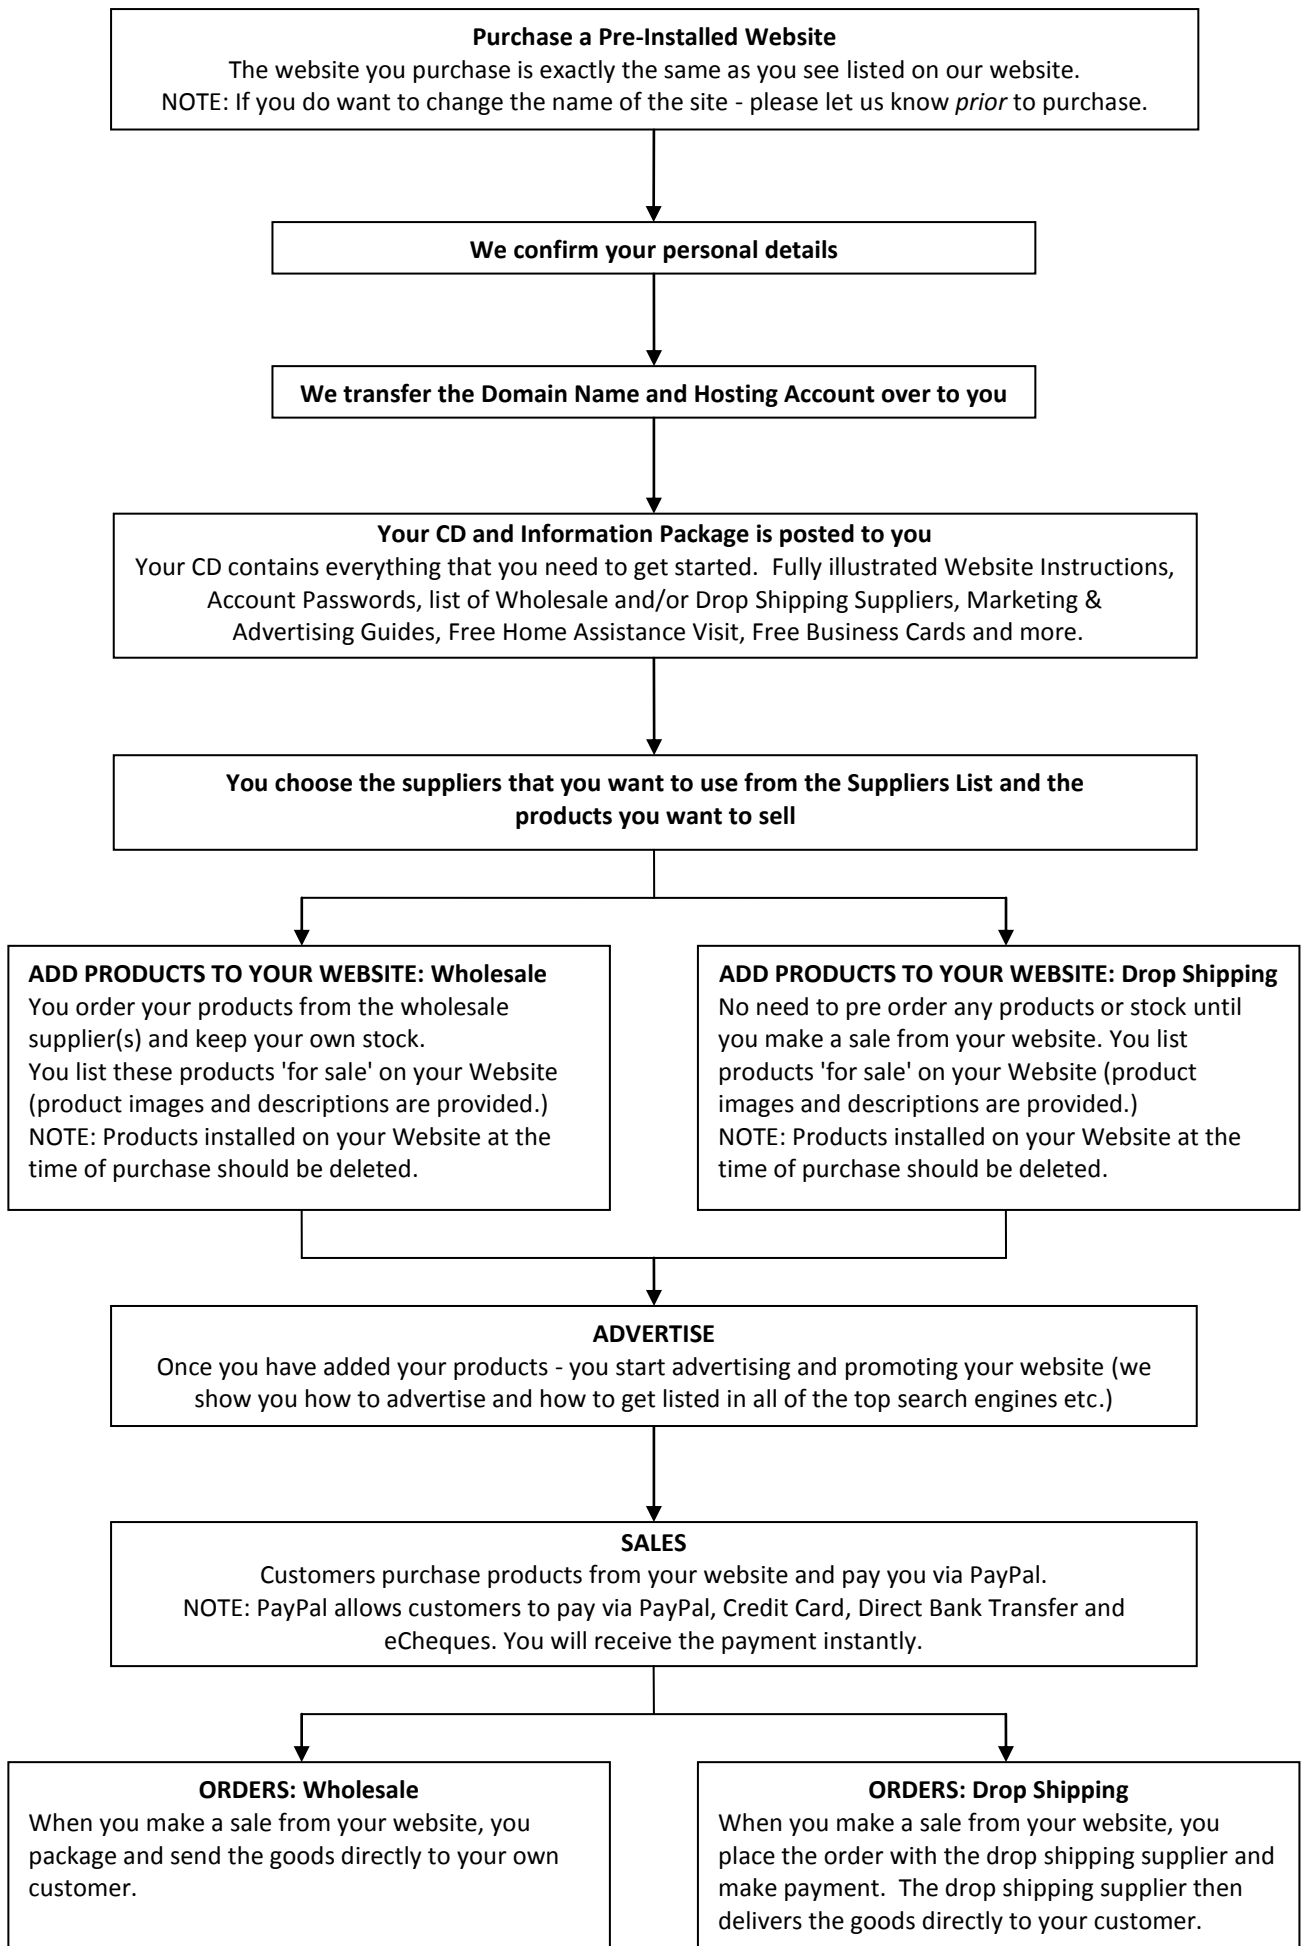 Purchase a Pre-Installed Website
The website you purchase is exactly the same as you see listed on our website.
NOTE: If you do want to change the name of the site - please let us know prior to purchase.
We confirm your personal details
We transfer the Domain Name and Hosting Account over to you
Your CD and Information Package is posted to you
Your CD contains everything that you need to get started.  Fully illustrated Website Instructions,
Account Passwords, list of Wholesale and/or Drop Shipping Suppliers, Marketing &
Advertising Guides, Free Home Assistance Visit, Free Business Cards and more.
You choose the suppliers that you want to use from the Suppliers List and the
products you want to sell
ADD PRODUCTS TO YOUR WEBSITE: Wholesale
You order your products from the wholesale
supplier(s) and keep your own stock.
You list these products 'for sale' on your Website
(product images and descriptions are provided.)
NOTE: Products installed on your Website at the
time of purchase should be deleted.
ADD PRODUCTS TO YOUR WEBSITE: Drop Shipping
No need to pre order any products or stock until
you make a sale from your website. You list
products 'for sale' on your Website (product
images and descriptions are provided.)
NOTE: Products installed on your Website at the
time of purchase should be deleted.
ADVERTISE
Once you have added your products - you start advertising and promoting your website (we
show you how to advertise and how to get listed in all of the top search engines etc.)
SALES
Customers purchase products from your website and pay you via PayPal.
NOTE: PayPal allows customers to pay via PayPal, Credit Card, Direct Bank Transfer and
eCheques. You will receive the payment instantly.
ORDERS: Wholesale
When you make a sale from your website, you
package and send the goods directly to your own
customer.
ORDERS: Drop Shipping
When you make a sale from your website, you
place the order with the drop shipping supplier and
make payment.  The drop shipping supplier then
delivers the goods directly to your customer.